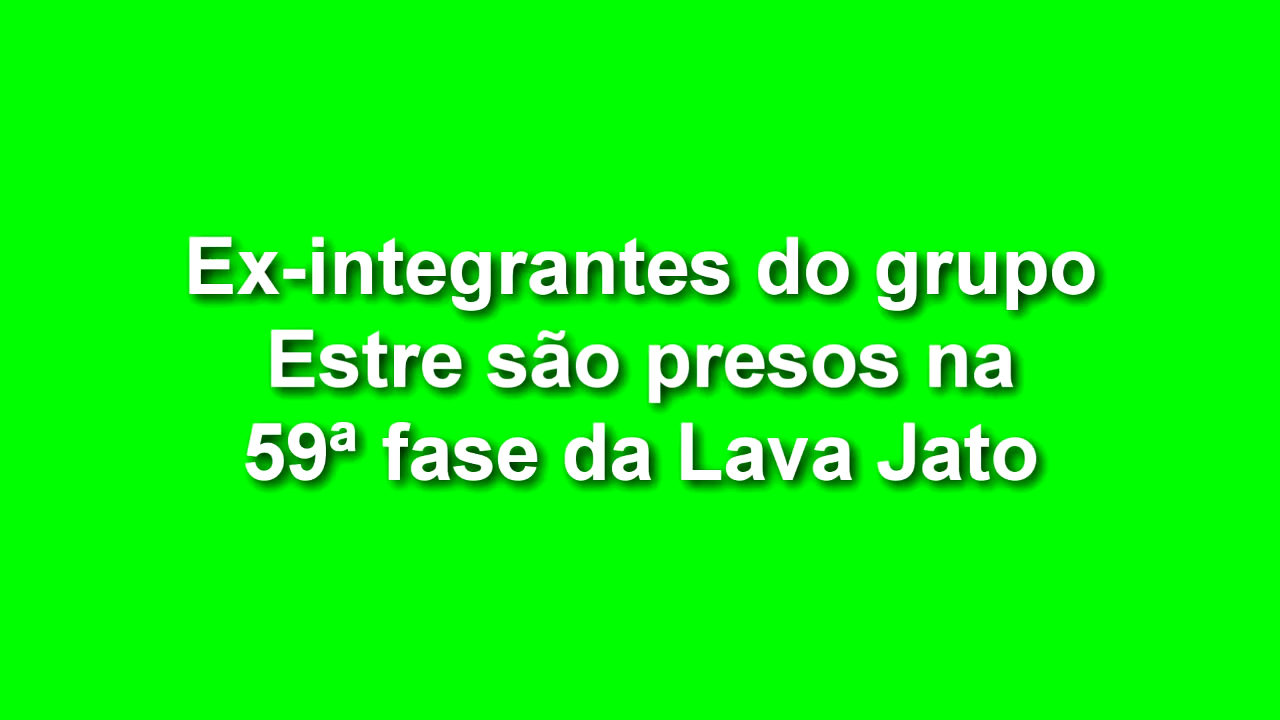 Ex-integrantes do grupo
Estre são presos na
59ª fase da Lava Jato